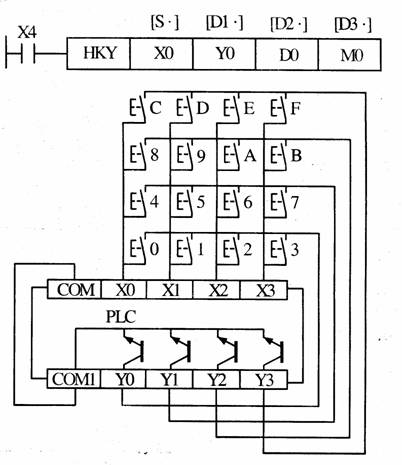 [S·] [D1·] [D2·] [D3·]
X4
HKY X0 Y0 D0 M0
C D E F
8 9 A B
4 5 6 7
0 1 2 3
COM X0 X1 X2 X3
PLC
COM1 Y0 Y1 Y2 Y3